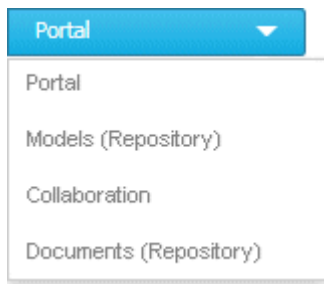 Portal
Portal
Models (Repository)
Collaboration
Documents (Repository)